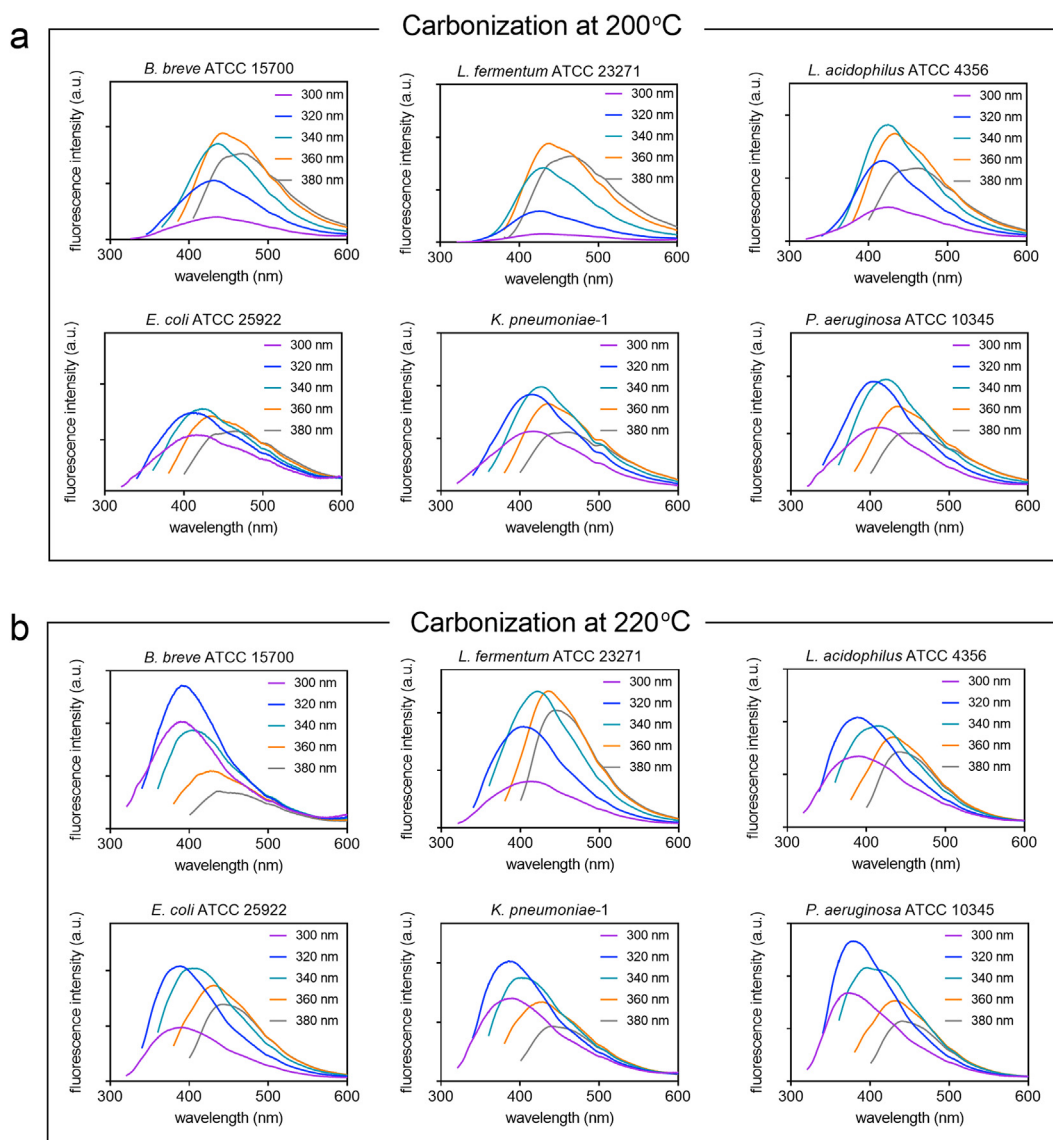 a
Carbonization at 200°C
B. breve ATCC 15700
fluorescence intensity (a.u.)
300 nm
320 nm
340 nm
360 nm
380 nm
300 400 500 600
wavelength (nm)
L. fermentum ATCC 23271
fluorescence intensity (a.u.)
300 nm
320 nm
340 nm
360 nm
380 nm
300 400 500 600
wavelength (nm)
L. acidophilus ATCC 4356
fluorescence intensity (a.u.)
300 nm
320 nm
340 nm
360 nm
380 nm
300 400 500 600
wavelength (nm)
E. coli ATCC 25922
fluorescence intensity (a.u.)
300 nm
320 nm
340 nm
360 nm
380 nm
300 400 500 600
wavelength (nm)
K. pneumoniae-1
fluorescence intensity (a.u.)
300 nm
320 nm
340 nm
360 nm
380 nm
300 400 500 600
wavelength (nm)
P. aeruginosa ATCC 10345
fluorescence intensity (a.u.)
300 nm
320 nm
340 nm
360 nm
380 nm
300 400 500 600
wavelength (nm)
b
Carbonization at 220°C
B. breve ATCC 15700
fluorescence intensity (a.u.)
300 nm
320 nm
340 nm
360 nm
380 nm
300 400 500 600
wavelength (nm)
L. fermentum ATCC 23271
fluorescence intensity (a.u.)
300 nm
320 nm
340 nm
360 nm
380 nm
300 400 500 600
wavelength (nm)
L. acidophilus ATCC 4356
fluorescence intensity (a.u.)
300 nm
320 nm
340 nm
360 nm
380 nm
300 400 500 600
wavelength (nm)
E. coli ATCC 25922
fluorescence intensity (a.u.)
300 nm
320 nm
340 nm
360 nm
380 nm
300 400 500 600
wavelength (nm)
K. pneumoniae-1
fluorescence intensity (a.u.)
300 nm
320 nm
340 nm
360 nm
380 nm
300 400 500 600
wavelength (nm)
P. aeruginosa ATCC 10345
fluorescence intensity (a.u.)
300 nm
320 nm
340 nm
360 nm
380 nm
300 400 500 600
wavelength (nm)